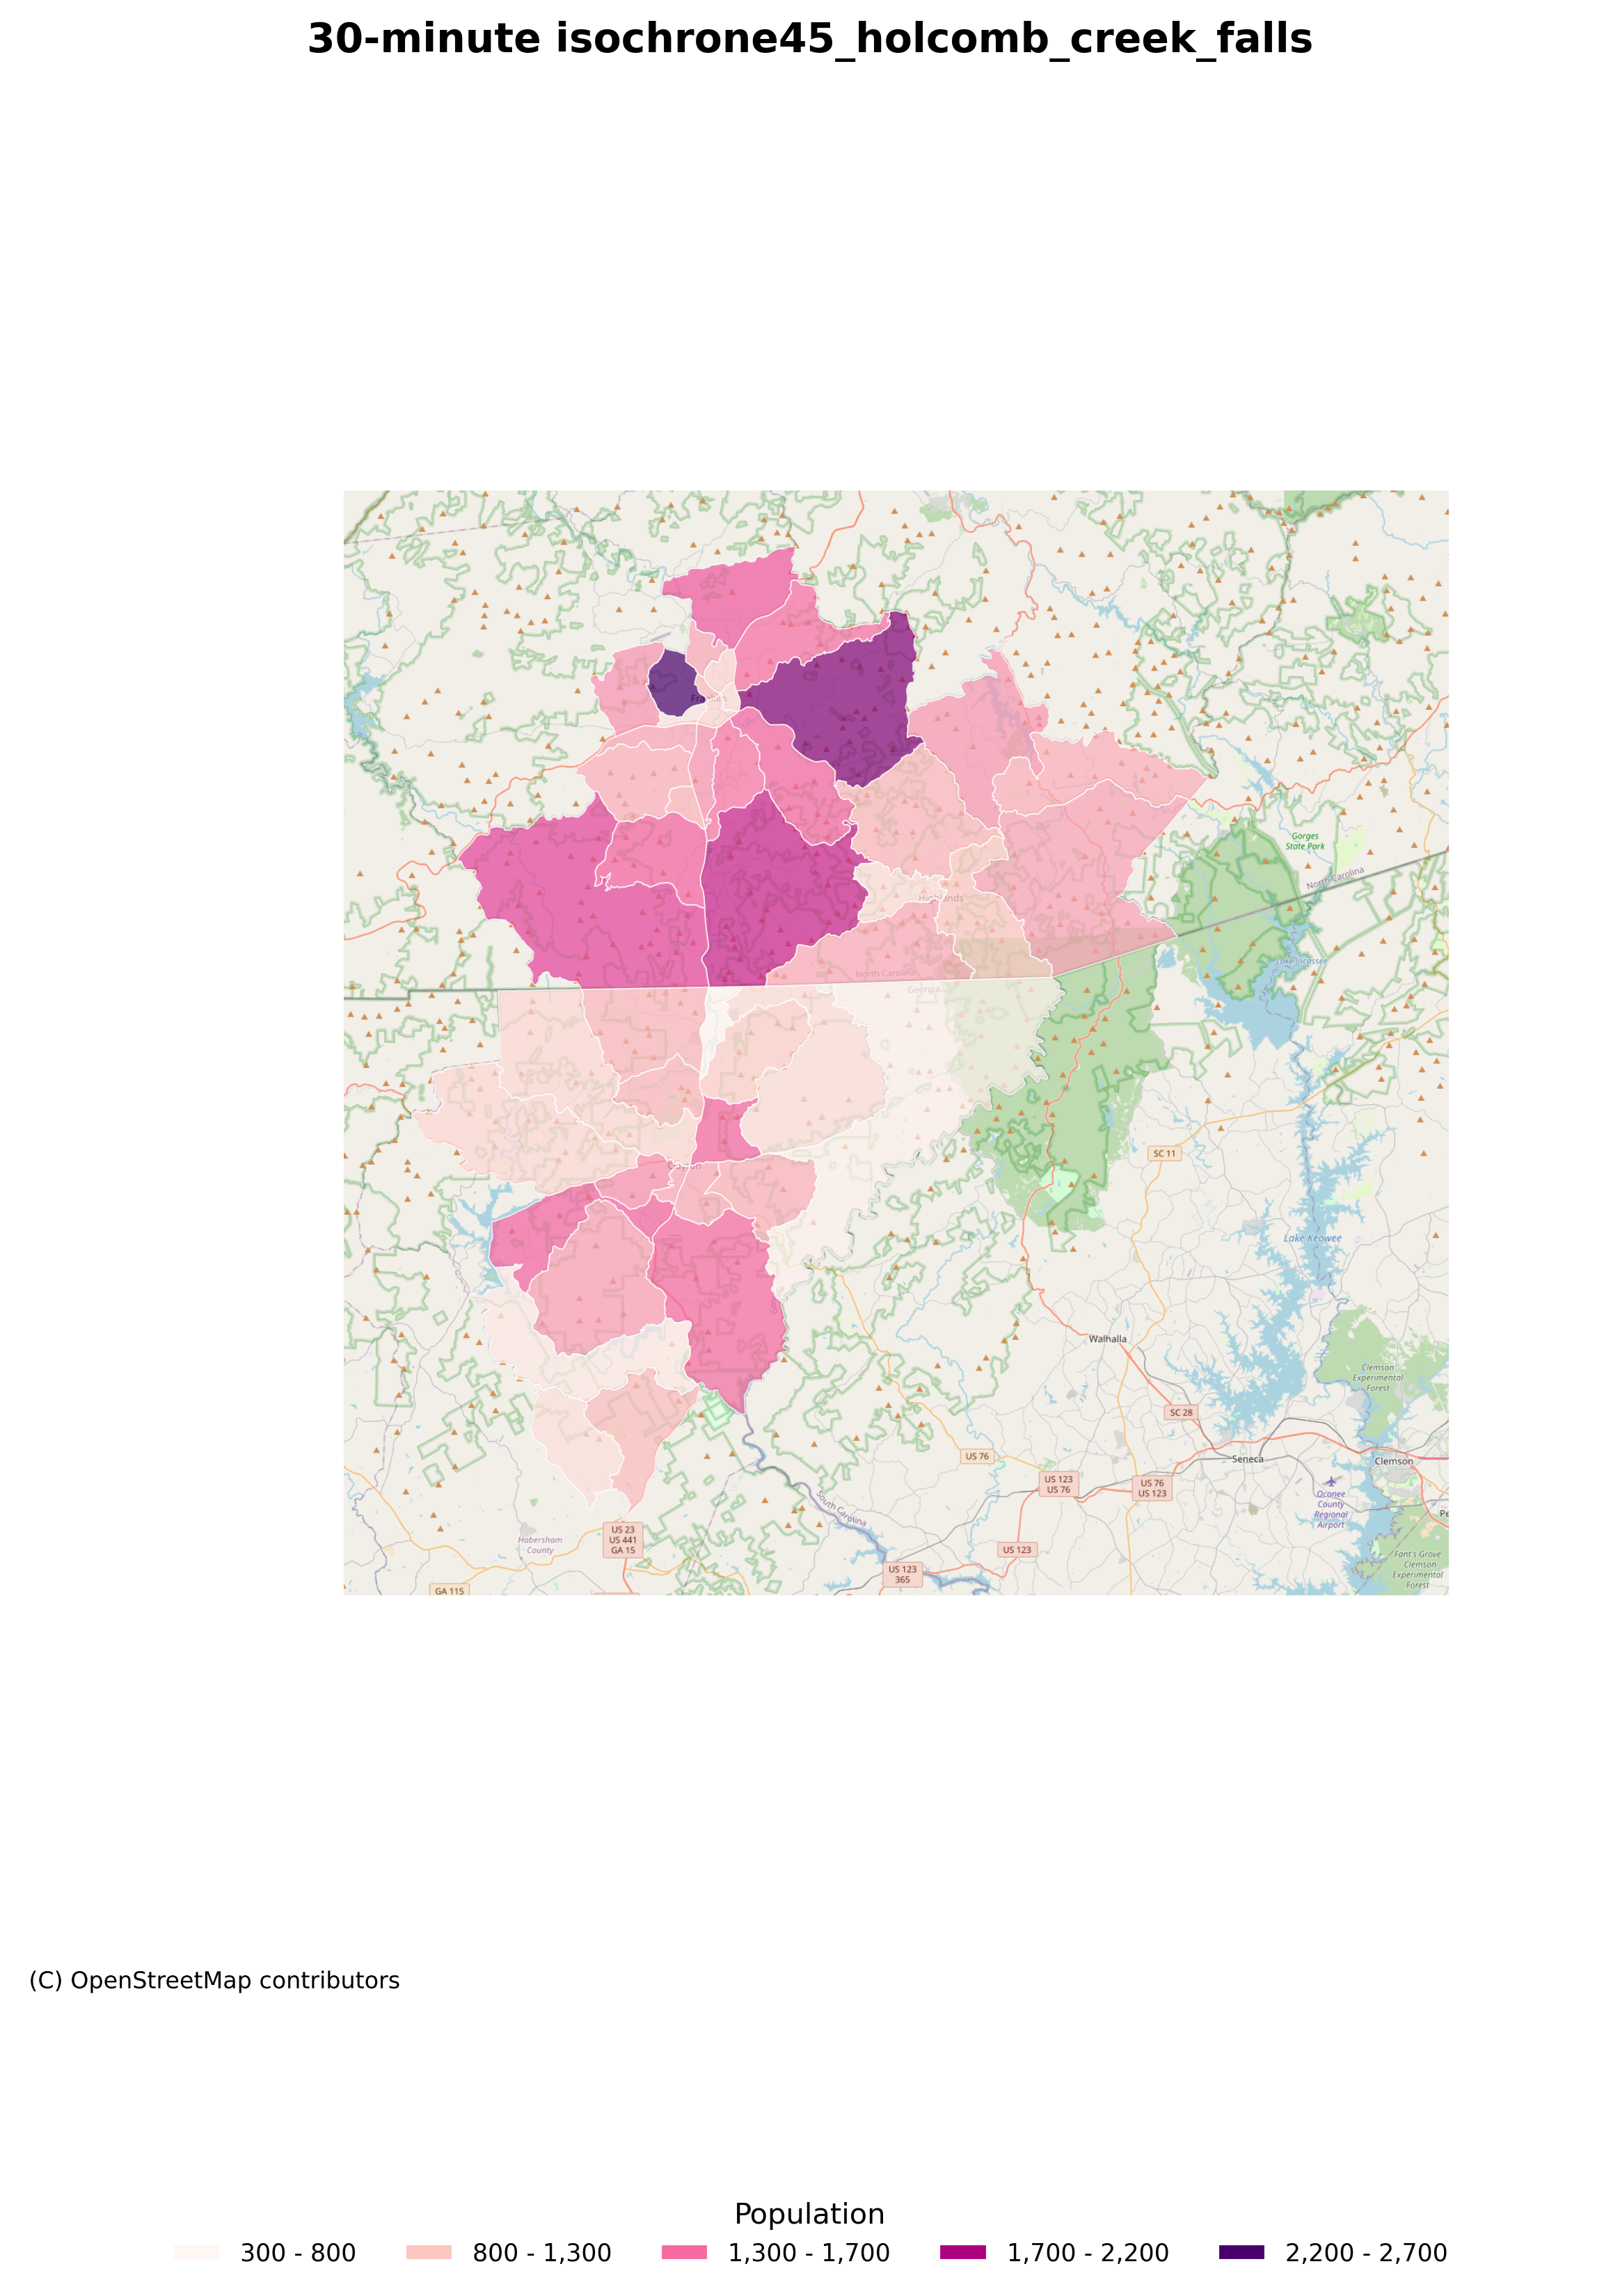 30-minute isochrone45_holcomb_creek_falls
Gorges
State Park
North Carolina
Highlands
Lake Jocassee
North Carolina
Georgia
SC 11
Clayton
Lake Keowee
Walhalla
Clemson
Experimental
Forest
SC 28
US 76
Seneca
Clemson
US 123
US 76
US 76
US 123
Oconee
County
Regional
Airport
South Carolina
US 23
US 441
GA 15
Habersham
County
US 123
Fant's Grove
Clemson
Experimental
Forest
US 123
365
GA 115
(C) OpenStreetMap contributors
Population
300 - 800
800 - 1,300
1,300 - 1,700
1,700 - 2,200
2,200 - 2,700